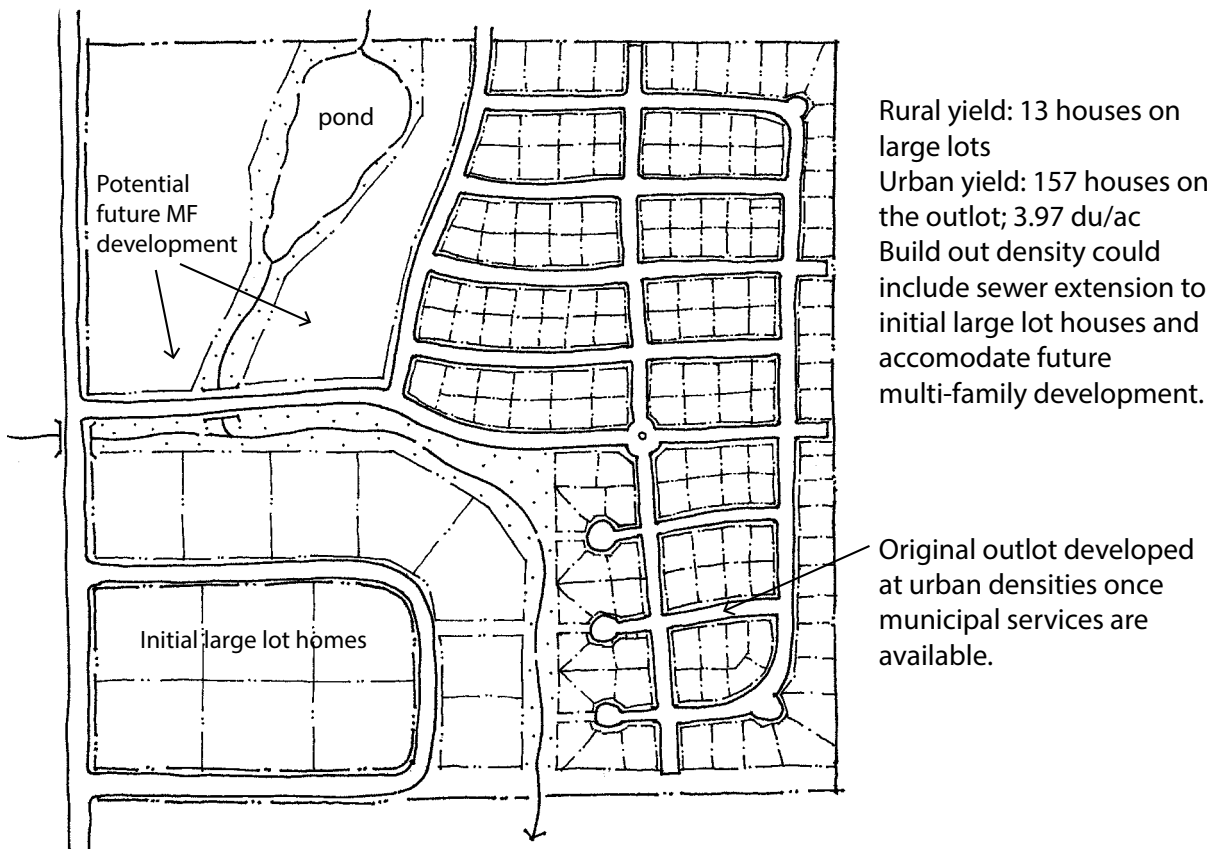 pond
Potential
future MF
development
Initial large lot homes
Rural yield: 13 houses on
large lots
Urban yield: 157 houses on
the outlot; 3.97 du/ac
Build out density could
include sewer extension to
initial large lot houses and
accomodate future
multi-family development.
Original outlot developed
at urban densities once
municipal services are
available.